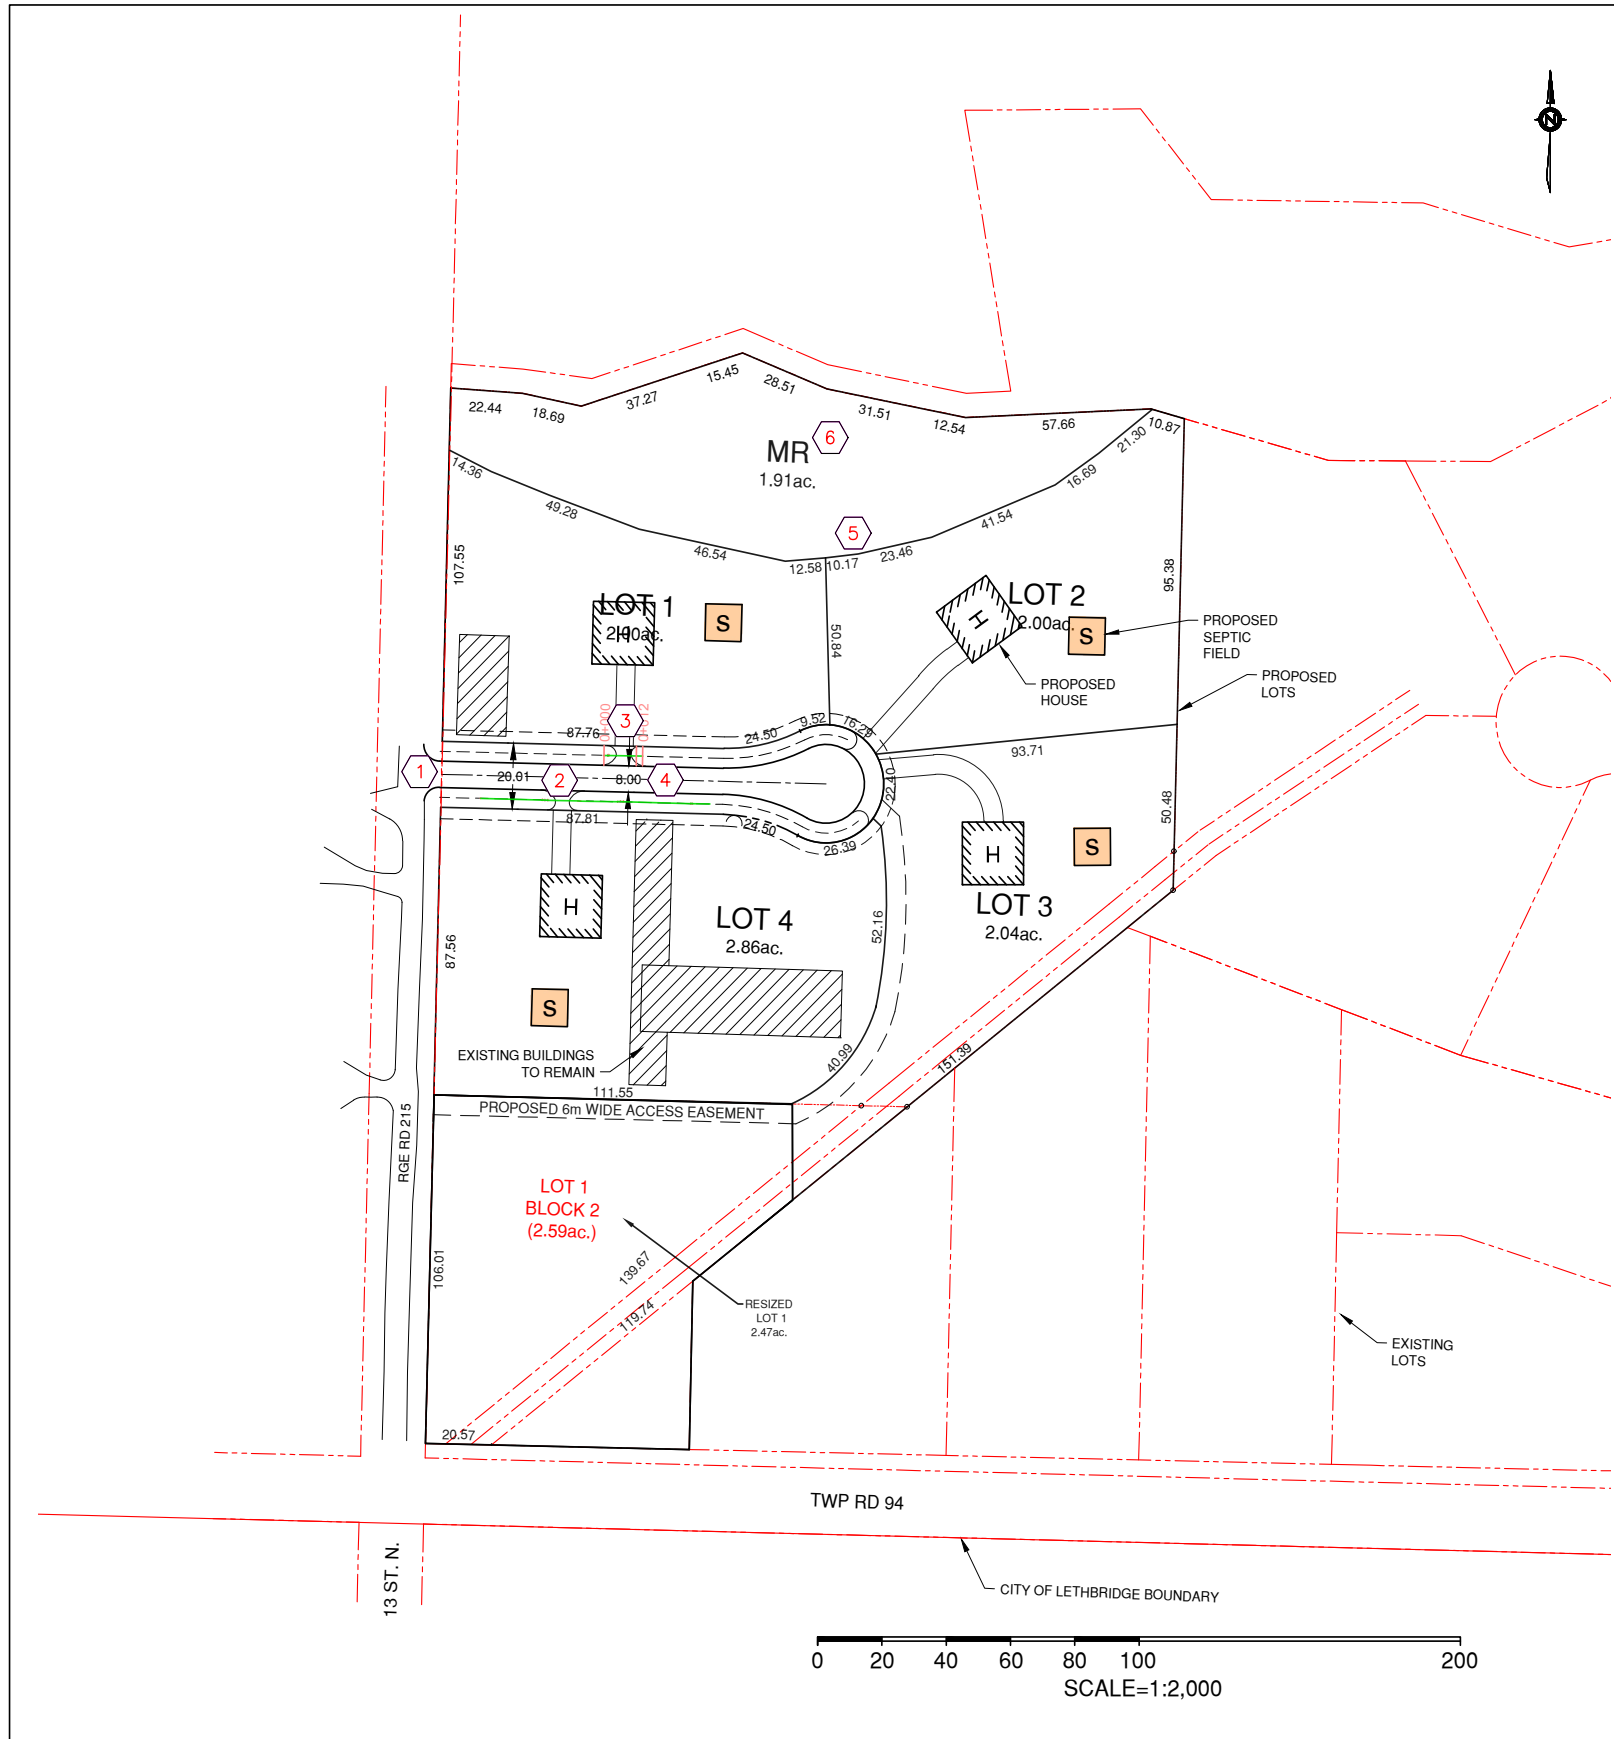 N
22.44
18.69
37.27
15.45
28.51
31.51
12.54
57.66
10.87
21.30
16.69
41.54
23.46
10.17
12.58
46.54
49.28
14.36
MR
1.91ac.
6
5
107.55
95.38
LOT 1
2.00ac.
H
S
50.84
LOT 2
2.00ac.
H
S
PROPOSED
SEPTIC
FIELD
PROPOSED
HOUSE
PROPOSED
LOTS
0+000
3
0+012
87.76
24.50
9.52
16.29
93.71
1
20.01
2
8.00
4
22.40
50.48
87.81
24.50
26.39
H
S
LOT 3
2.04ac.
H
LOT 4
2.86ac.
52.16
87.56
S
EXISTING BUILDINGS
TO REMAIN
40.99
151.39
111.55
PROPOSED 6m WIDE ACCESS EASEMENT
RGE RD 215
LOT 1
BLOCK 2
(2.59ac.)
106.01
139.67
119.74
RESIZED
LOT 1
2.47ac.
EXISTING
LOTS
20.57
TWP RD 94
13 ST. N.
CITY OF LETHBRIDGE BOUNDARY
0 20 40 60 80 100 200
SCALE=1:2,000